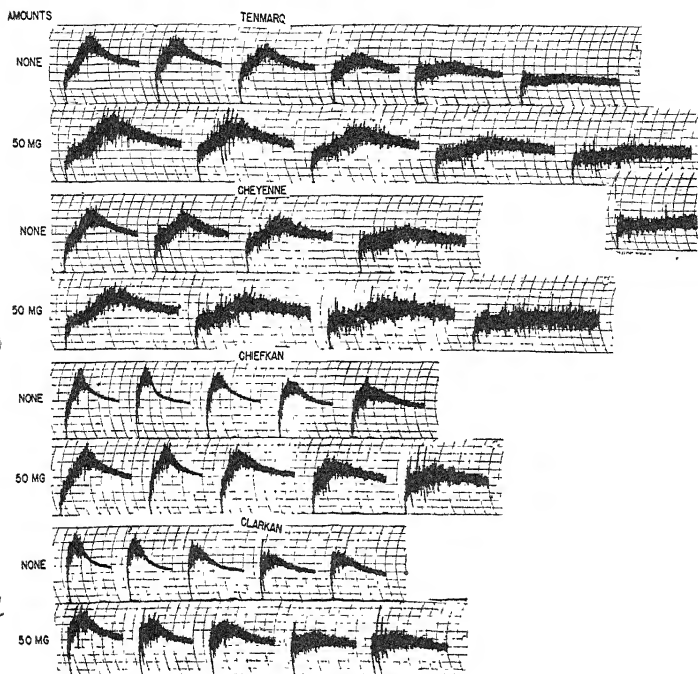 AMOUNTS
TENMARQ
NONE
50 MG
CHEYENNE
NONE
50 MG
CHIEFKAN
NONE
50 MG
CLARKAN
NONE
50 MG